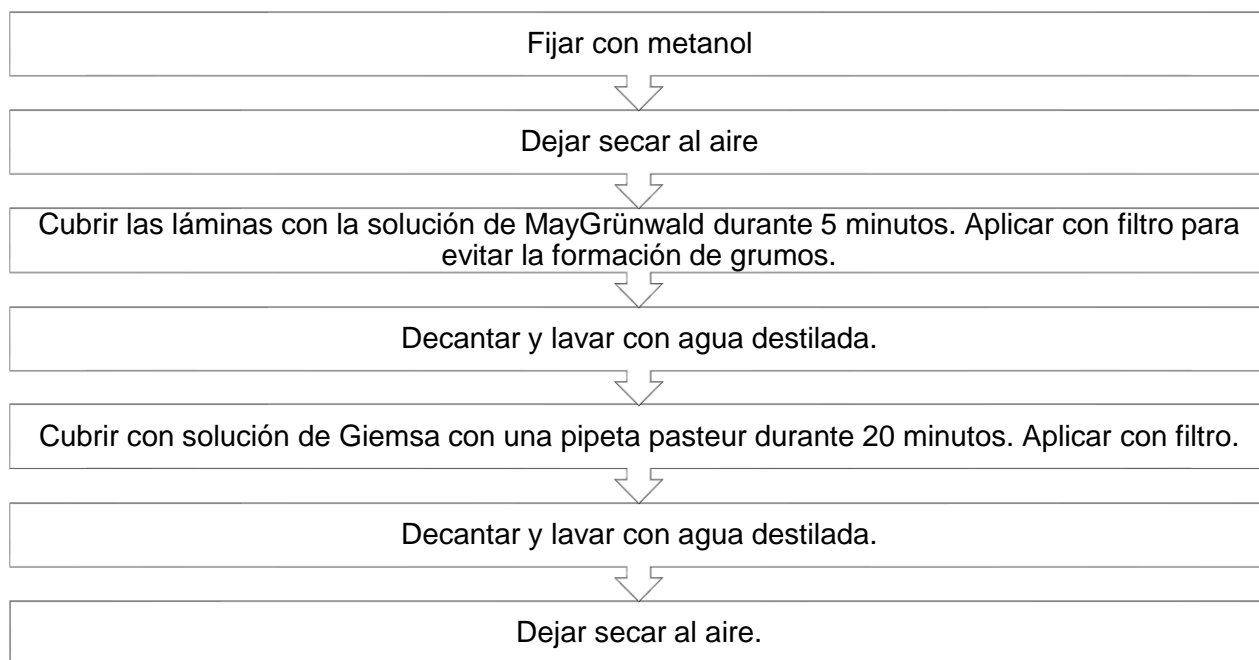 Fijar con metanol
Dejar secar al aire
Cubrir las láminas con la solución de MayGrünwald durante 5 minutos. Aplicar con filtro para
evitar la formación de grumos.
Decantar y lavar con agua destilada.
Cubrir con solución de Giemsa con una pipeta pasteur durante 20 minutos. Aplicar con filtro.
Decantar y lavar con agua destilada.
Dejar secar al aire.